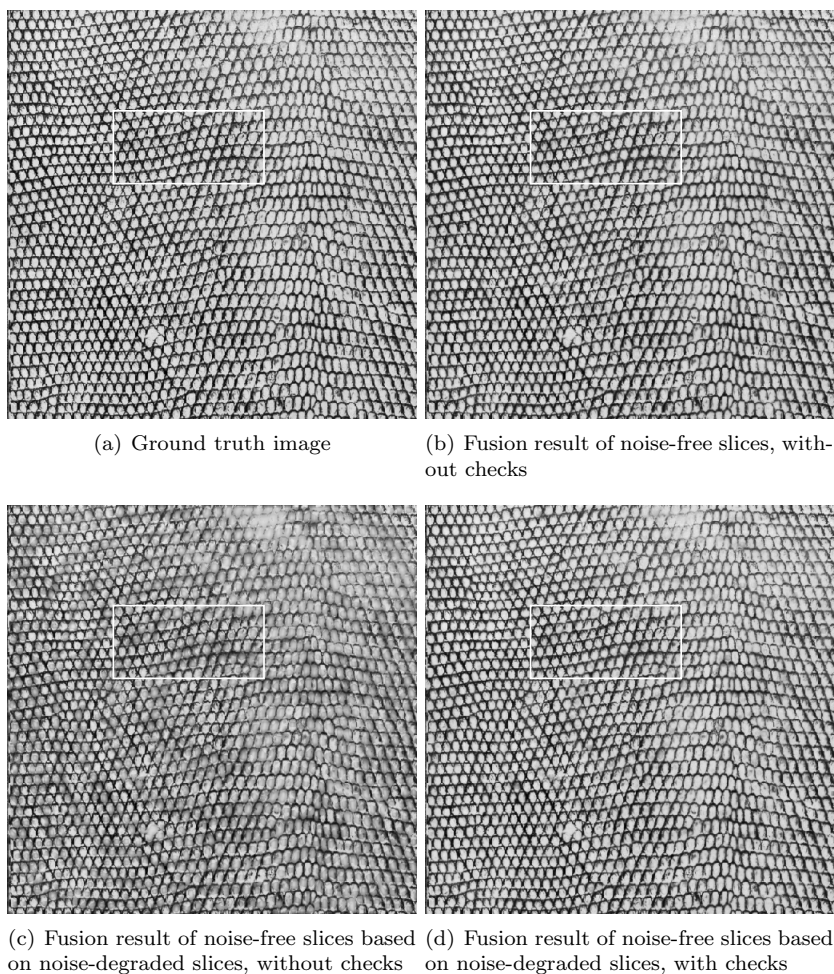 (a) Ground truth image
(b) Fusion result of noise-free slices, with-
out checks
(c) Fusion result of noise-free slices based
on noise-degraded slices, without checks
(d) Fusion result of noise-free slices based
on noise-degraded slices, with checks